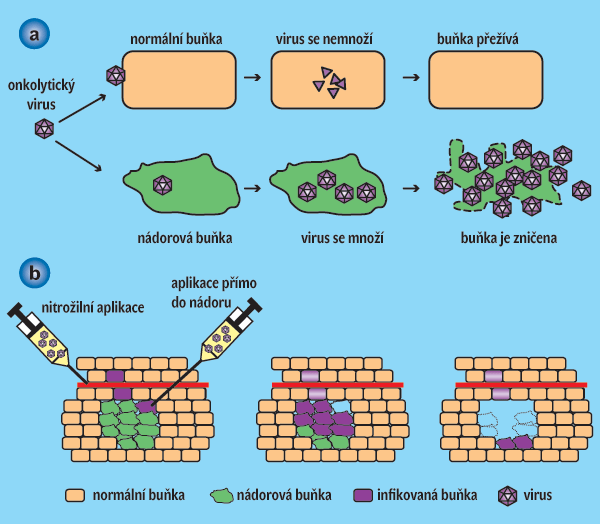 a
normální buňka
virus se nemnoží
buňka přežívá
onkolytický
virus
nádorová buňka
virus se množí
buňka je zničena
b
nitrožilní aplikace
aplikace přímo
do nádoru
normální buňka
nádorová buňka
infikovaná buňka
virus